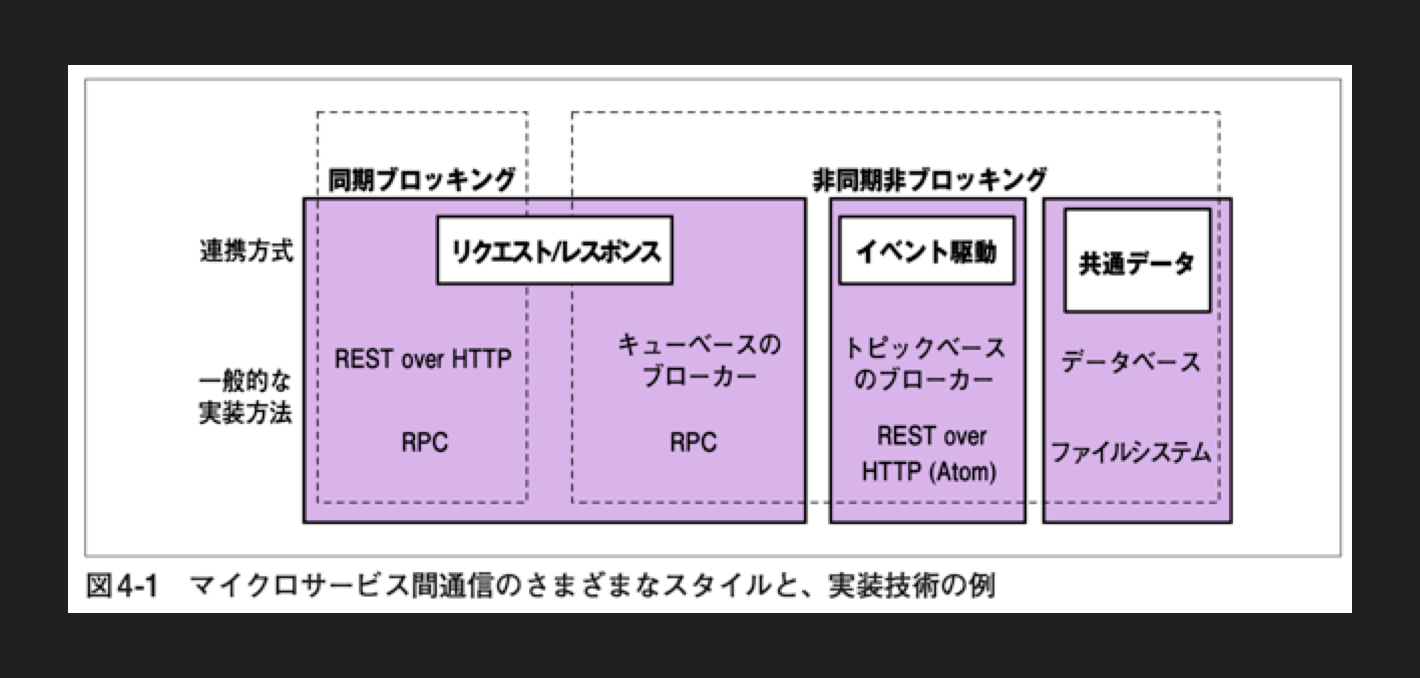 同期ブロッキング
非同期非ブロッキング
連携方式
リクエスト/レスポンス
イベント駆動
共通データ
一般的な
実装方法
REST over HTTP
RPC
キューベースの
ブローカー
RPC
トピックベース
のブローカー
REST over
HTTP (Atom)
データベース
ファイルシステム
図4-1 マイクロサービス間通信のさまざまなスタイルと、実装技術の例